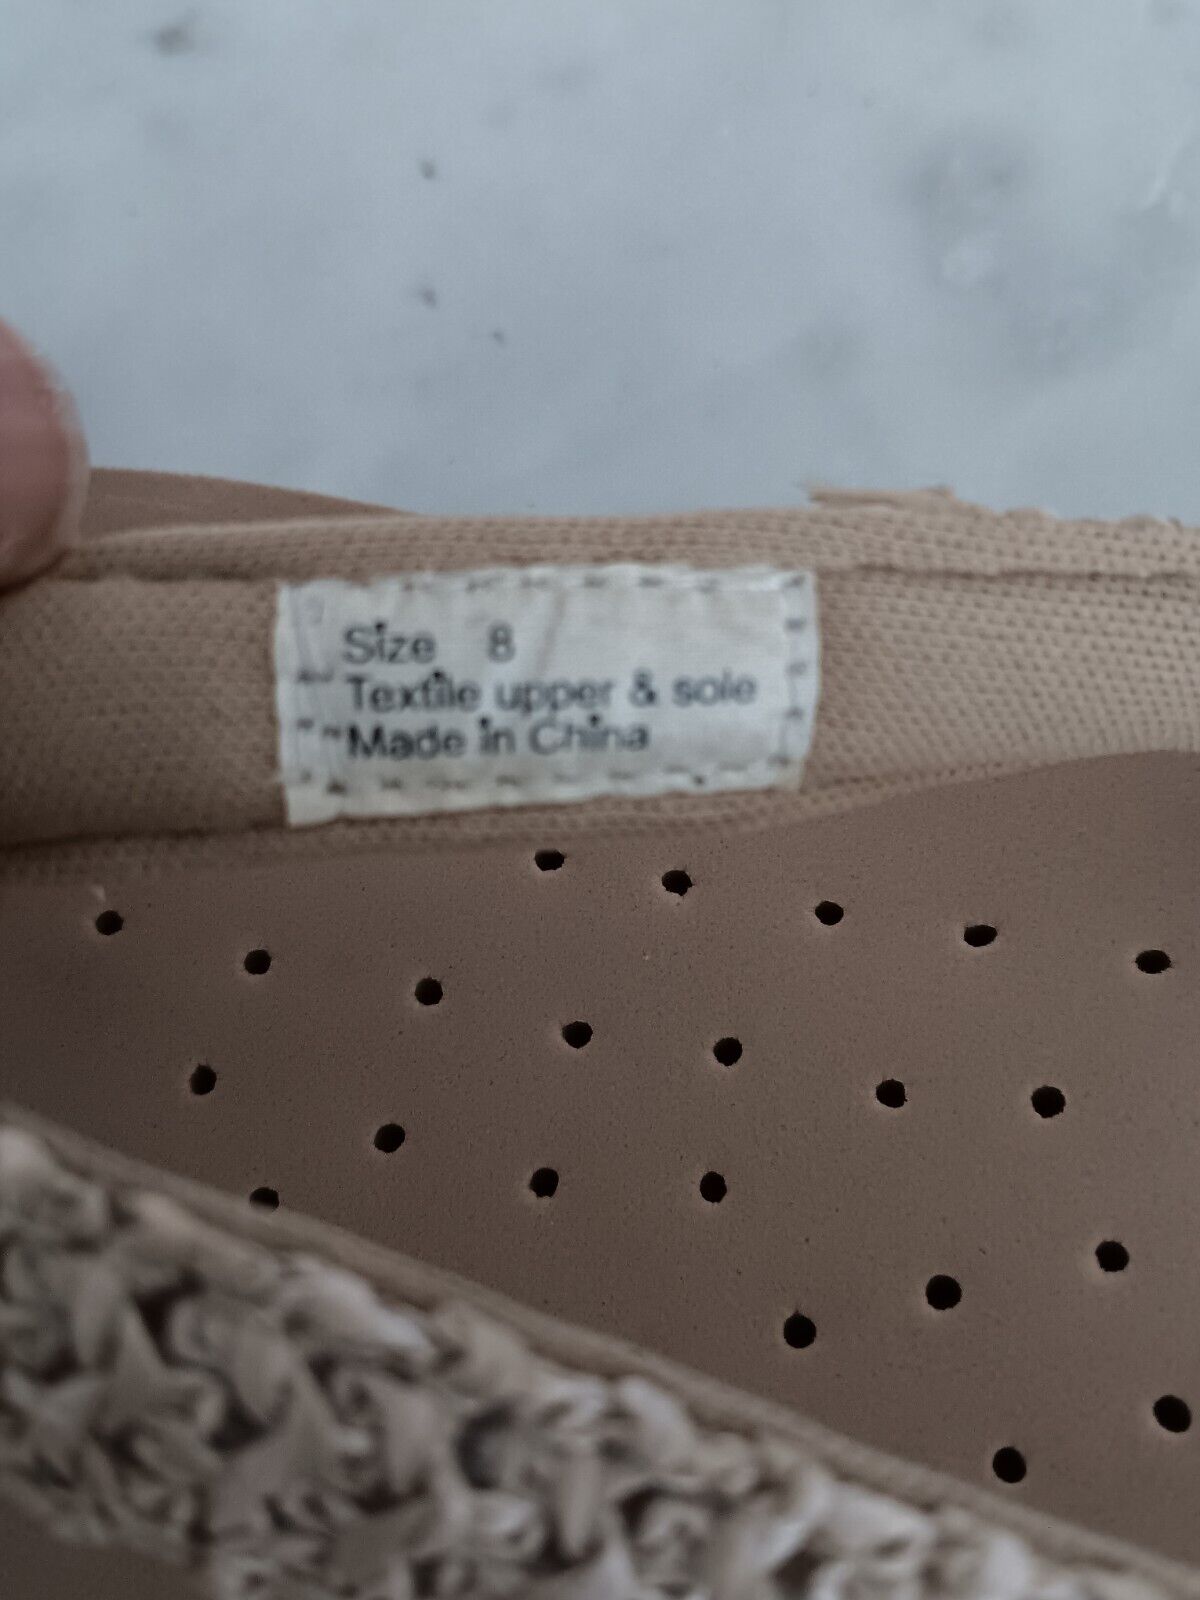 Size 8
Textile upper & sole
Made in China